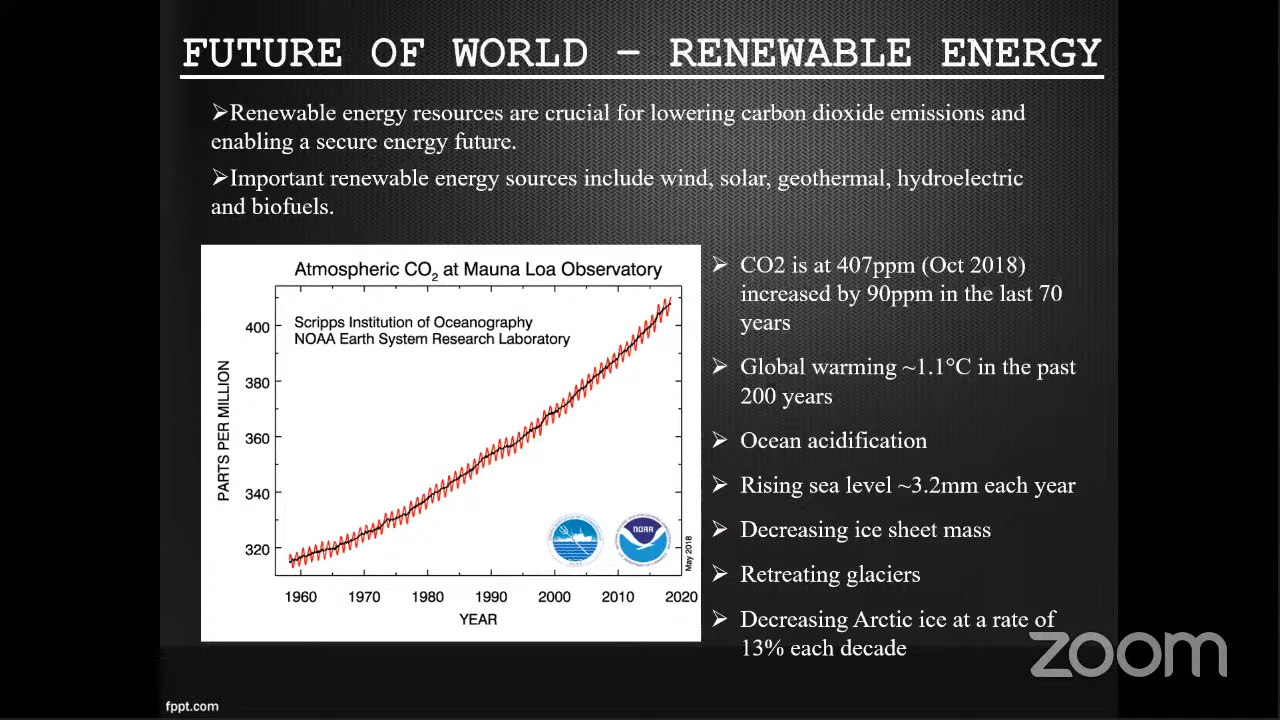 FUTURE OF WORLD – RENEWABLE ENERGY
➢Renewable energy resources are crucial for lowering carbon dioxide emissions and
enabling a secure energy future.
➢Important renewable energy sources include wind, solar, geothermal, hydroelectric
and biofuels.
Atmospheric CO2 at Mauna Loa Observatory
Scripps Institution of Oceanography
NOAA Earth System Research Laboratory
PARTS PER MILLION
400
380
360
340
320
NOAA
May 2018
1960 1970 1980 1990 2000 2010 2020
YEAR
➢ CO2 is at 407ppm (Oct 2018)
increased by 90ppm in the last 70
years
➢ Global warming ~1.1°C in the past
200 years
➢ Ocean acidification
➢ Rising sea level ~3.2mm each year
➢ Decreasing ice sheet mass
➢ Retreating glaciers
➢ Decreasing Arctic ice at a rate of
13% each decade
zoom
fppt.com